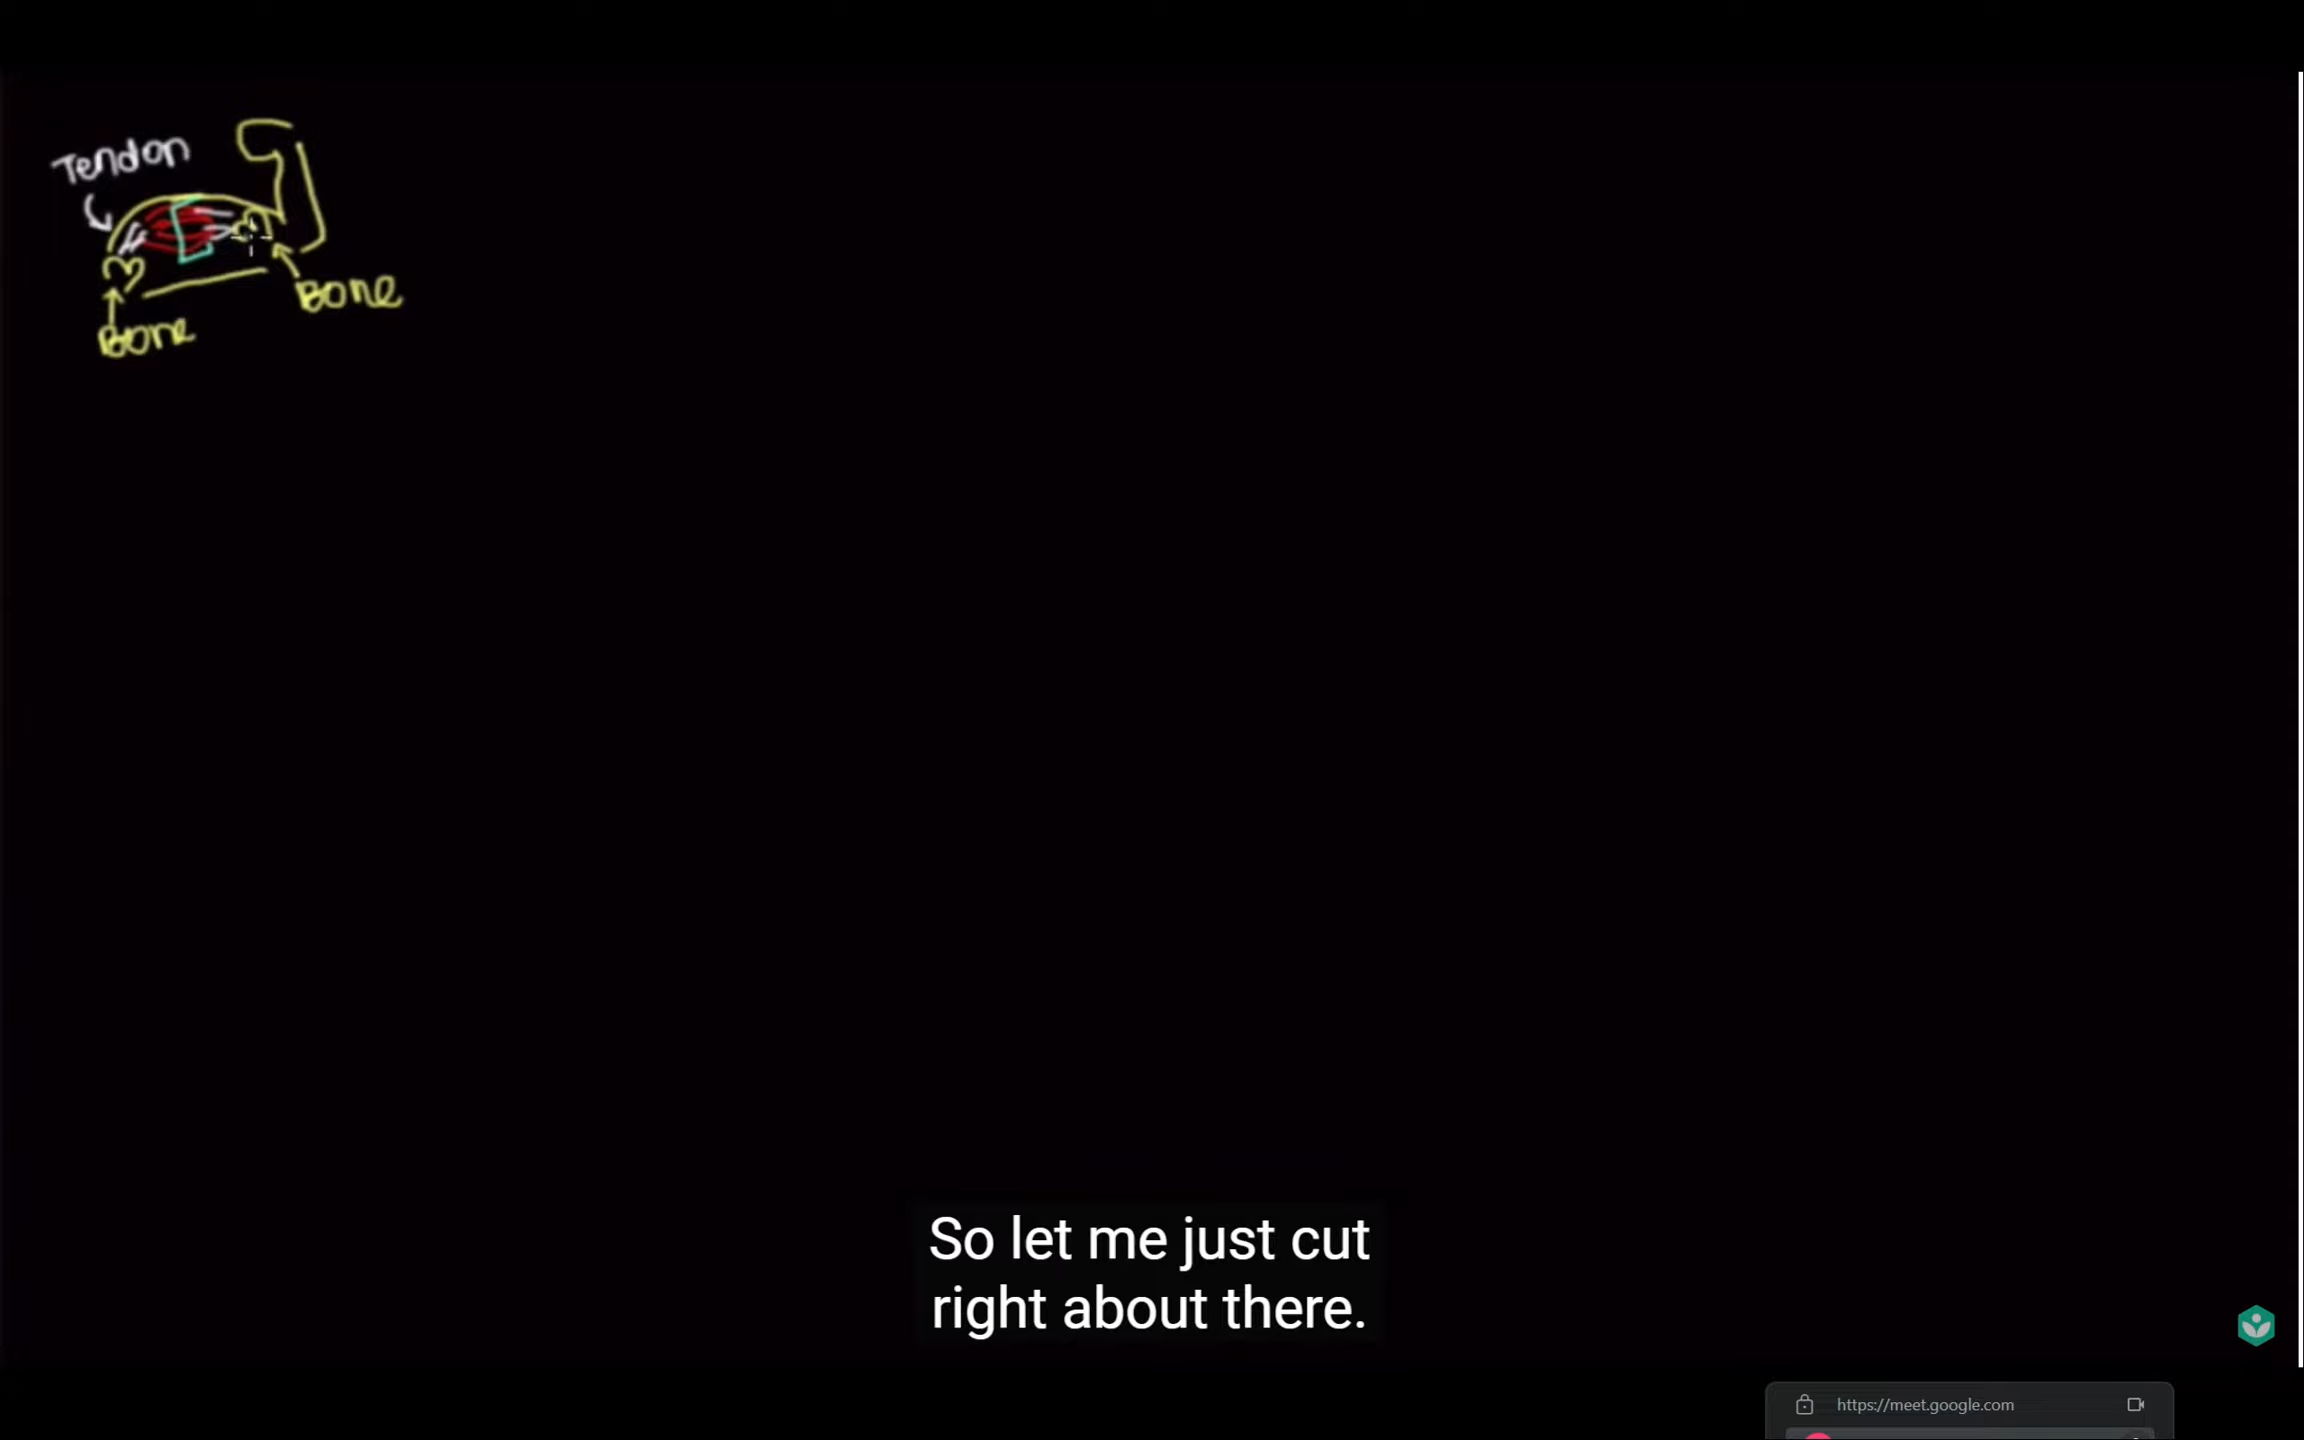 Tendon
Bone
Bone
So let me just cut
right about there.
https://meet.google.com